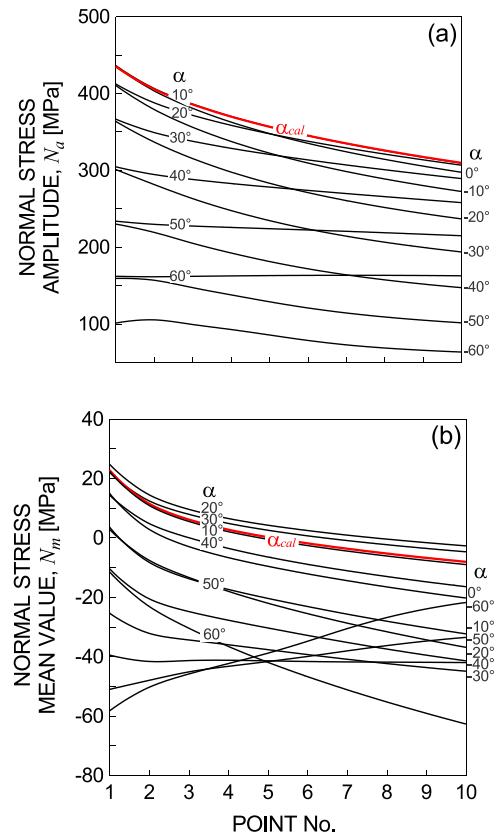 500
400
300
200
100
NORMAL STRESS
AMPLITUDE, Na [MPa]
(a)
α
10°
20°
30°
40°
50°
60°
αcal
α
0°
-10°
-20°
-30°
-40°
-50°
-60°
40
20
0
-20
-40
-60
-80
NORMAL STRESS
MEAN VALUE, Nm [MPa]
(b)
α
20°
30°
10°
40°
50°
60°
αcal
α
0°
-60°
-10°
-50°
-20°
-40°
-30°
1 2 3 4 5 6 7 8 9 10
POINT No.